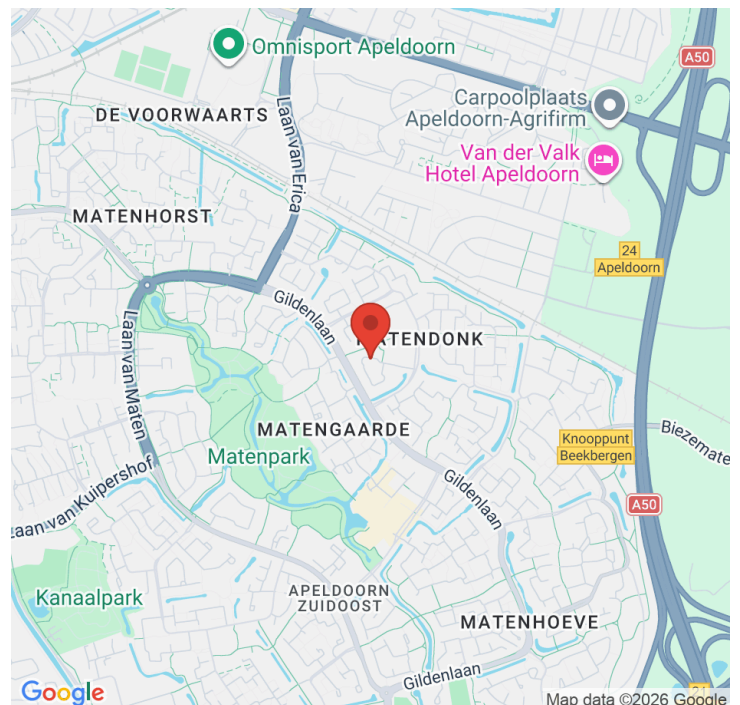 Omnisport Apeldoorn
A50
Carpoolplaats
Apeldoorn-Agrifirm
DE VOORWAARTS
Laan van Erica
Van der Valk
Hotel Apeldoorn
MATENHORST
24
Apeldoorn
Gildenlaan
Laan van Maten
ATENDONK
MATENGAARDE
Knooppunt
Beekbergen
Biezemate
Matenpark
Laan van Kuipershof
Gildenlaan
A50
APELDOORN
ZUIDOOST
Kanaalpark
MATENHOEVE
Gildenlaan
Google
Map data ©2026 Google